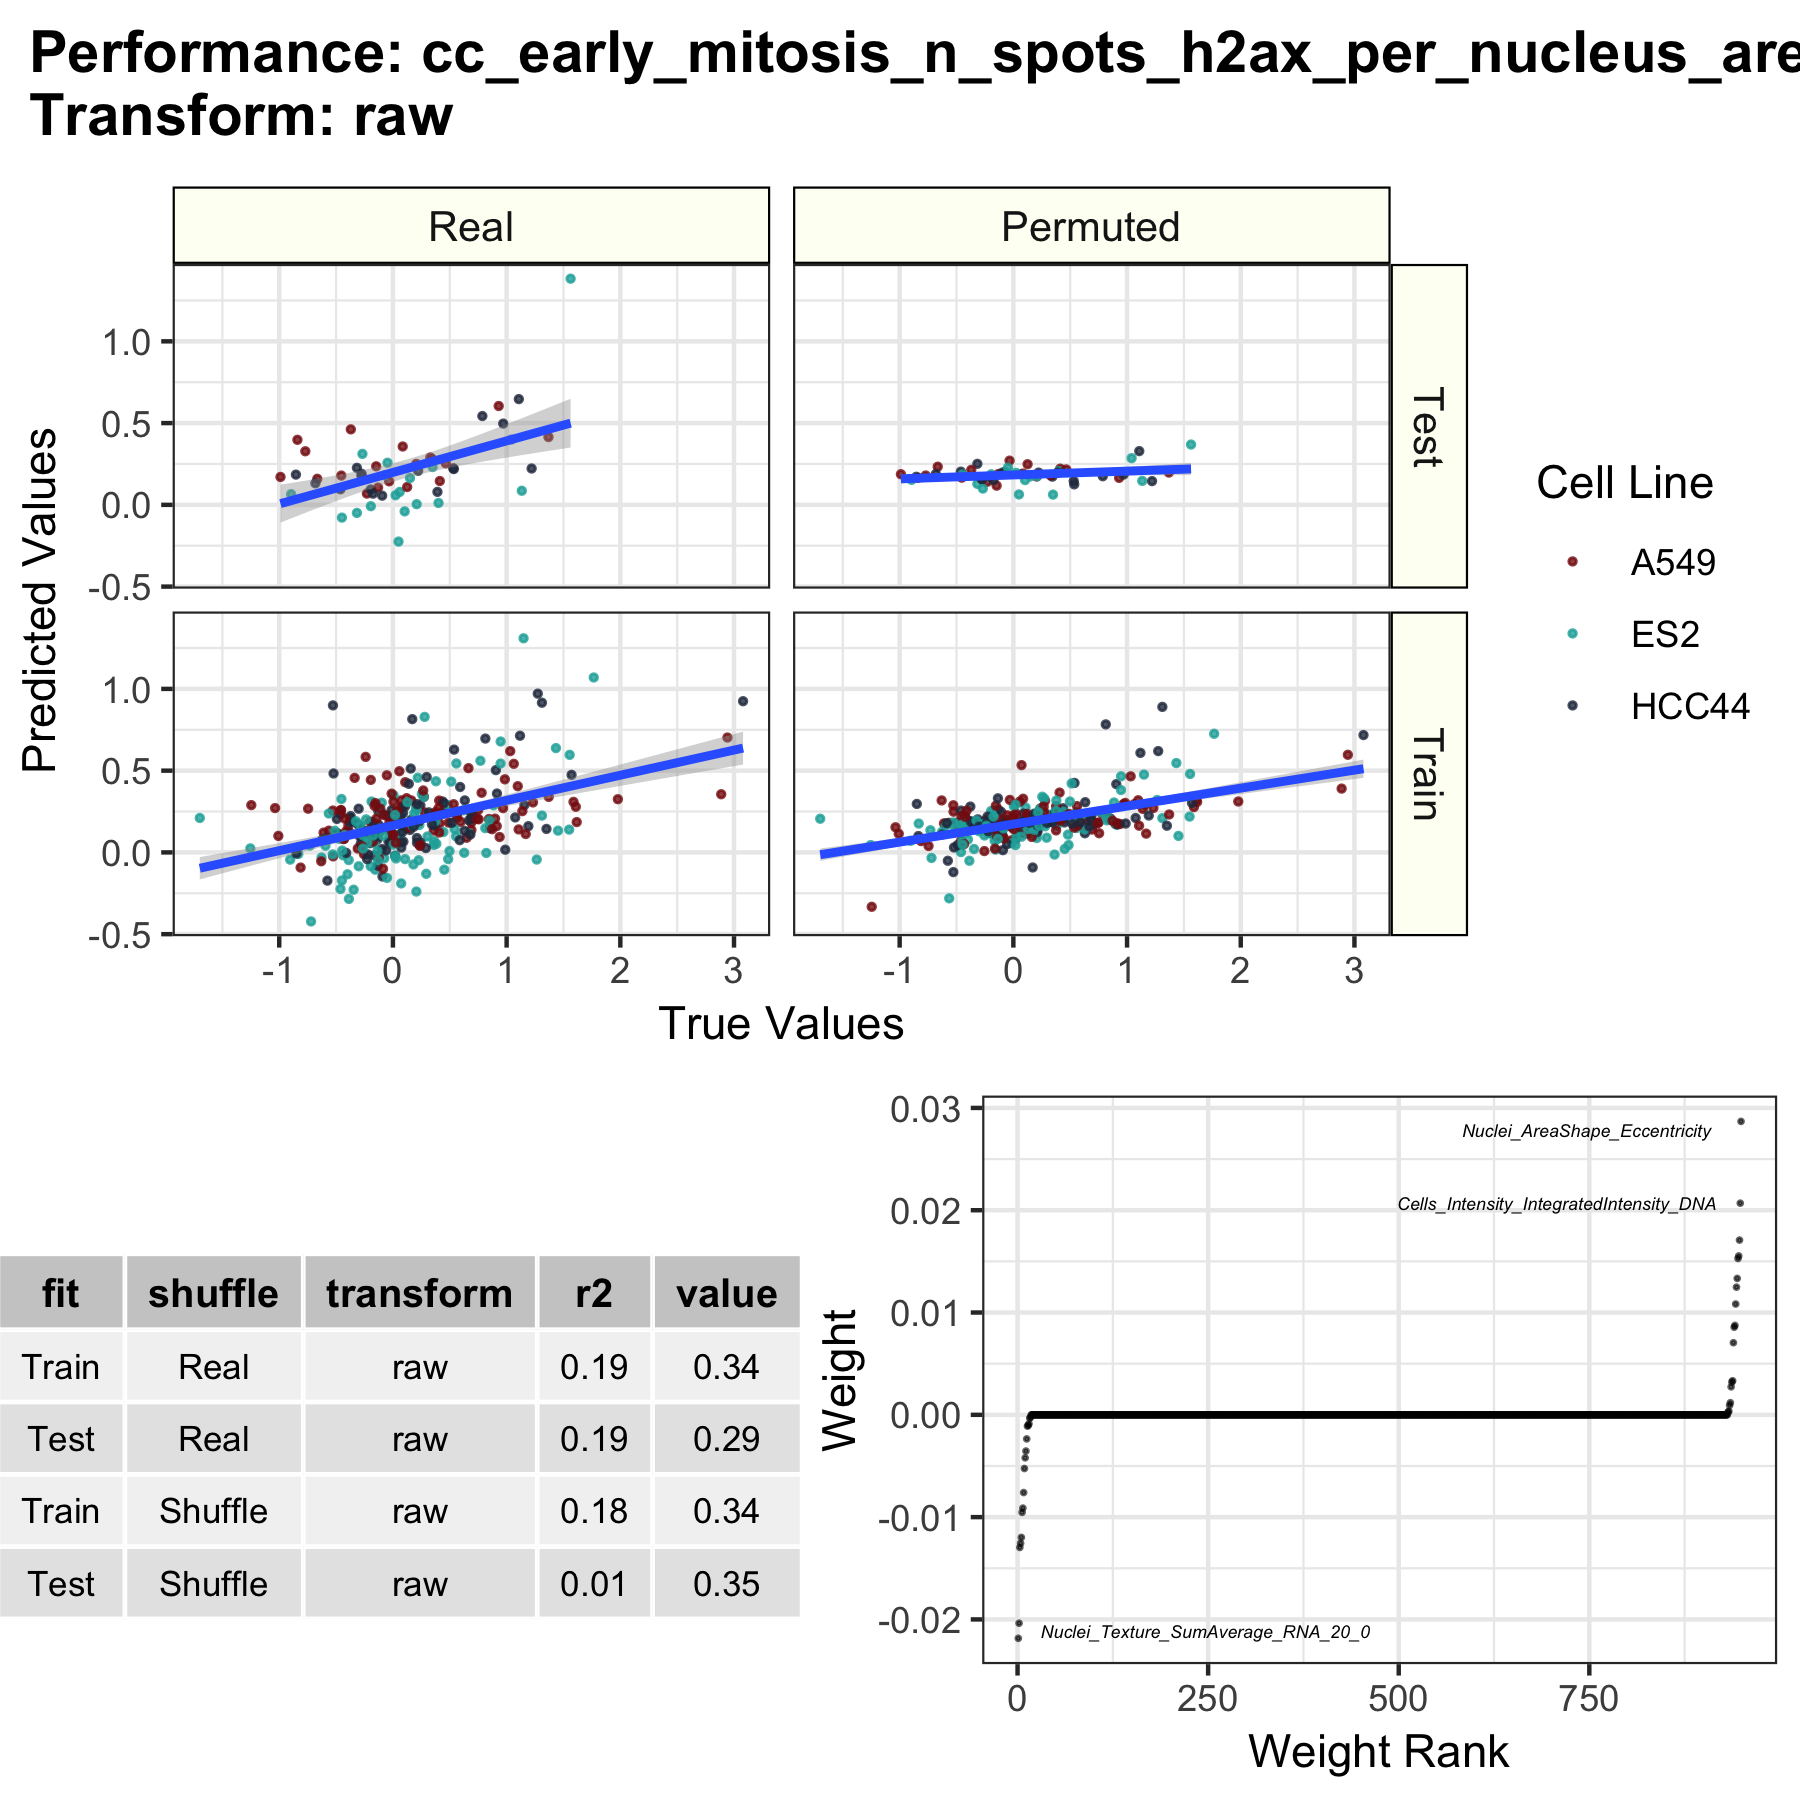 Performance: cc_early_mitosis_n_spots_h2ax_per_nucleus_are
Transform: raw
Real
Permuted
Test
Train
Predicted Values
1.0
0.5
0.0
-0.5
1.0
0.5
0.0
-0.5
-1 0 1 2 3
-1 0 1 2 3
True Values
Cell Line
A549
ES2
HCC44
fit shuffle transform r2 value
Train Real raw 0.19 0.34
Test Real raw 0.19 0.29
Train Shuffle raw 0.18 0.34
Test Shuffle raw 0.01 0.35
Weight
0.03
0.02
0.01
0.00
-0.01
-0.02
Nuclei_AreaShape_Eccentricity
Cells_Intensity_IntegratedIntensity_DNA
Nuclei_Texture_SumAverage_RNA_20_0
0 250 500 750
Weight Rank